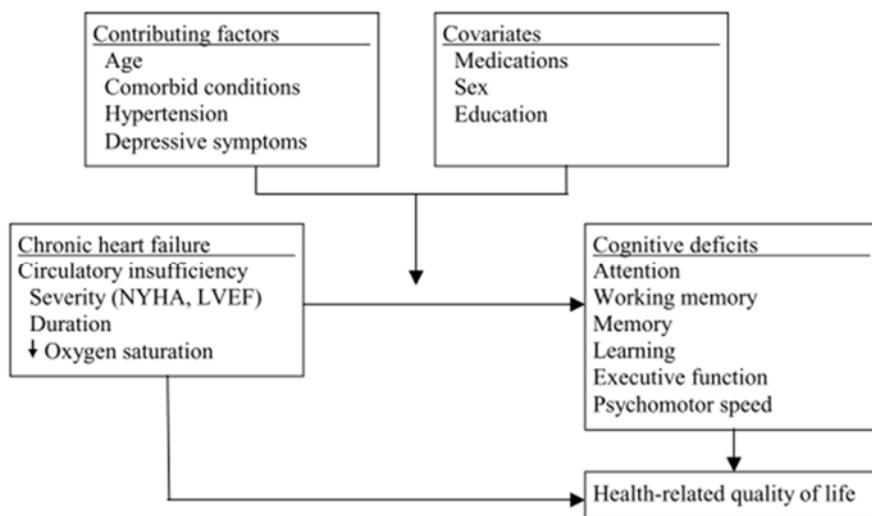 Contributing factors
Age
Comorbid conditions
Hypertension
Depressive symptoms
Covariates
Medications
Sex
Education
Chronic heart failure
Circulatory insufficiency
Severity (NYHA, LVEF)
Duration
↓ Oxygen saturation
Cognitive deficits
Attention
Working memory
Memory
Learning
Executive function
Psychomotor speed
Health-related quality of life